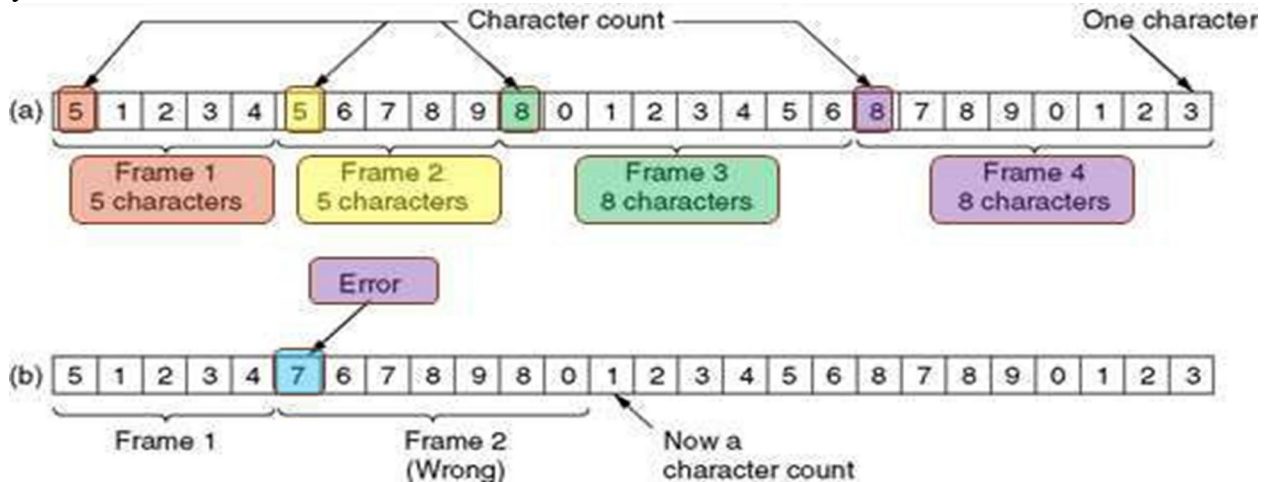 Character count
One character
(a) 5 1 2 3 4 5 6 7 8 9 8 0 1 2 3 4 5 6 8 7 8 9 0 1 2 3
Frame 1
5 characters
Frame 2
5 characters
Frame 3
8 characters
Frame 4
8 characters
Error
(b) 5 1 2 3 4 7 6 7 8 9 8 0 1 2 3 4 5 6 8 7 8 9 0 1 2 3
Frame 1
Frame 2
(Wrong)
Now a
character count